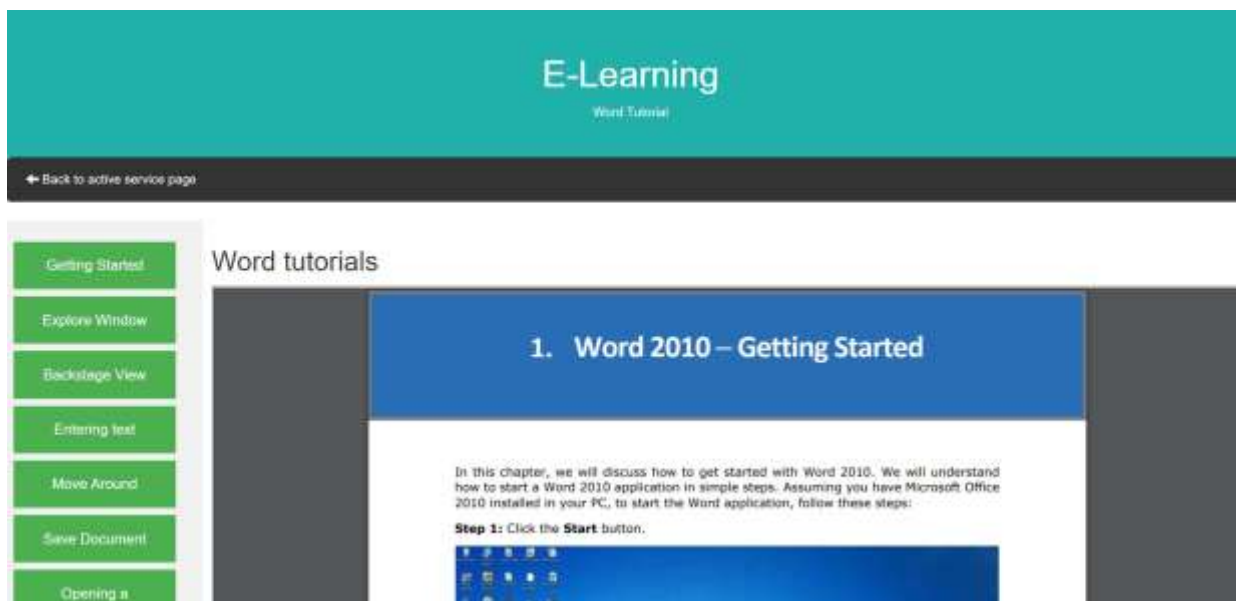 E-Learning
Word Tutorial
Back to active service page
Getting Started
Explore Window
Backstage View
Entering text
Move Around
Save Document
Opening a
Word tutorials
1. Word 2010 – Getting Started
In this chapter, we will discuss how to get started with Word 2010. We will understand
how to start a Word 2010 application in simple steps. Assuming you have Microsoft Office
2010 installed in your PC, to start the Word application, follow these steps:
Step 1: Click the Start button.